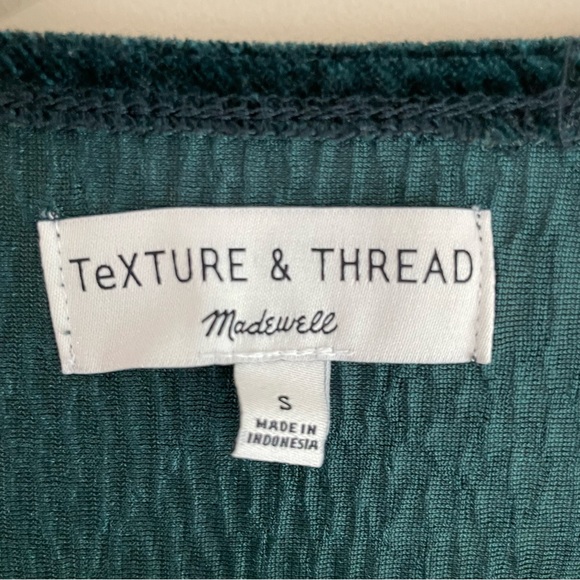 TeXTURE & THREAD
Madewell
S
MADE IN
INDONESIA